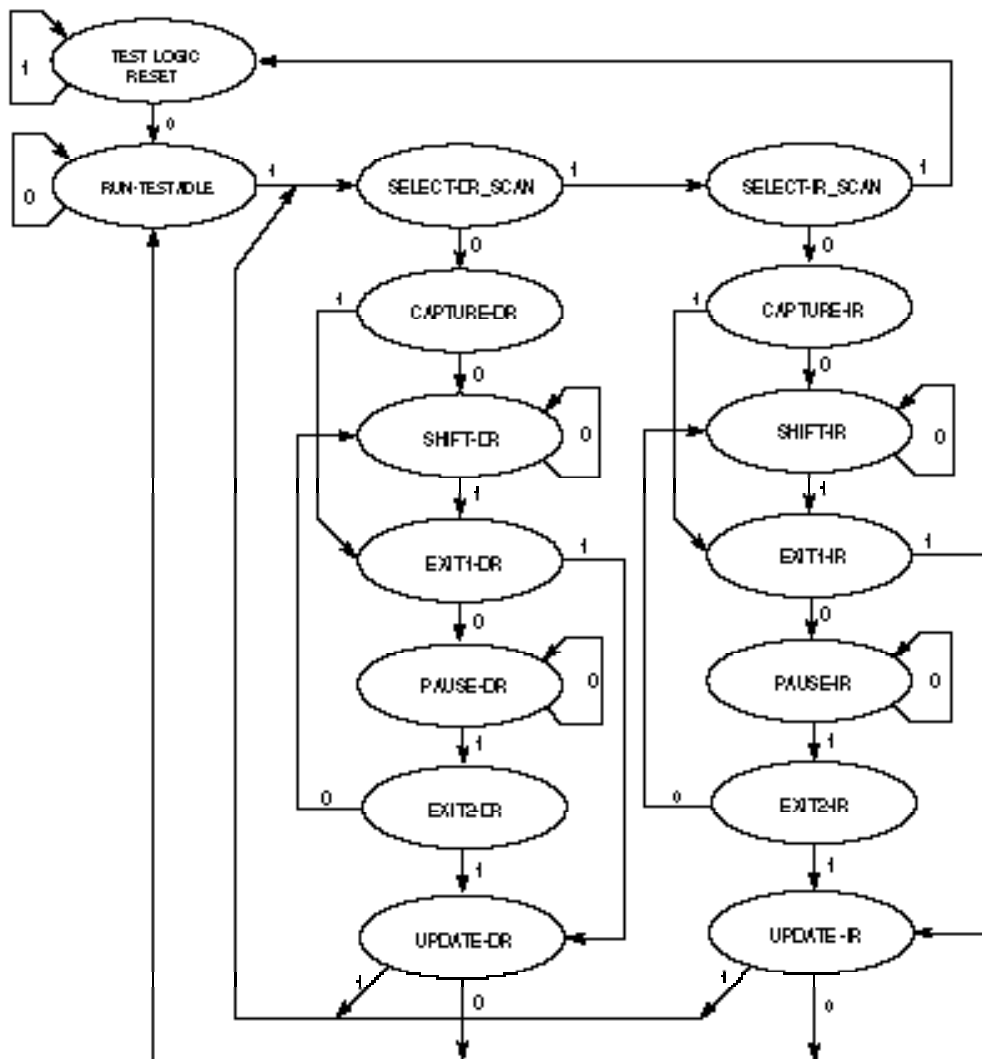 TEST LOGIC
RESET
1
0
0
RUN-TEST/IDLE
1
SELECT-DR_SCAN
1
SELECT-IR_SCAN
1
0
0
1
CAPTURE-DR
1
CAPTURE-IR
0
0
SHIFT-DR
0
SHIFT-IR
0
1
1
EXIT1-DR
1
EXIT1-IR
1
0
0
PAUSE-DR
0
PAUSE-IR
0
1
1
0
EXIT2-DR
0
EXIT2-IR
1
1
UPDATE-DR
UPDATE-IR
1
0
1
0